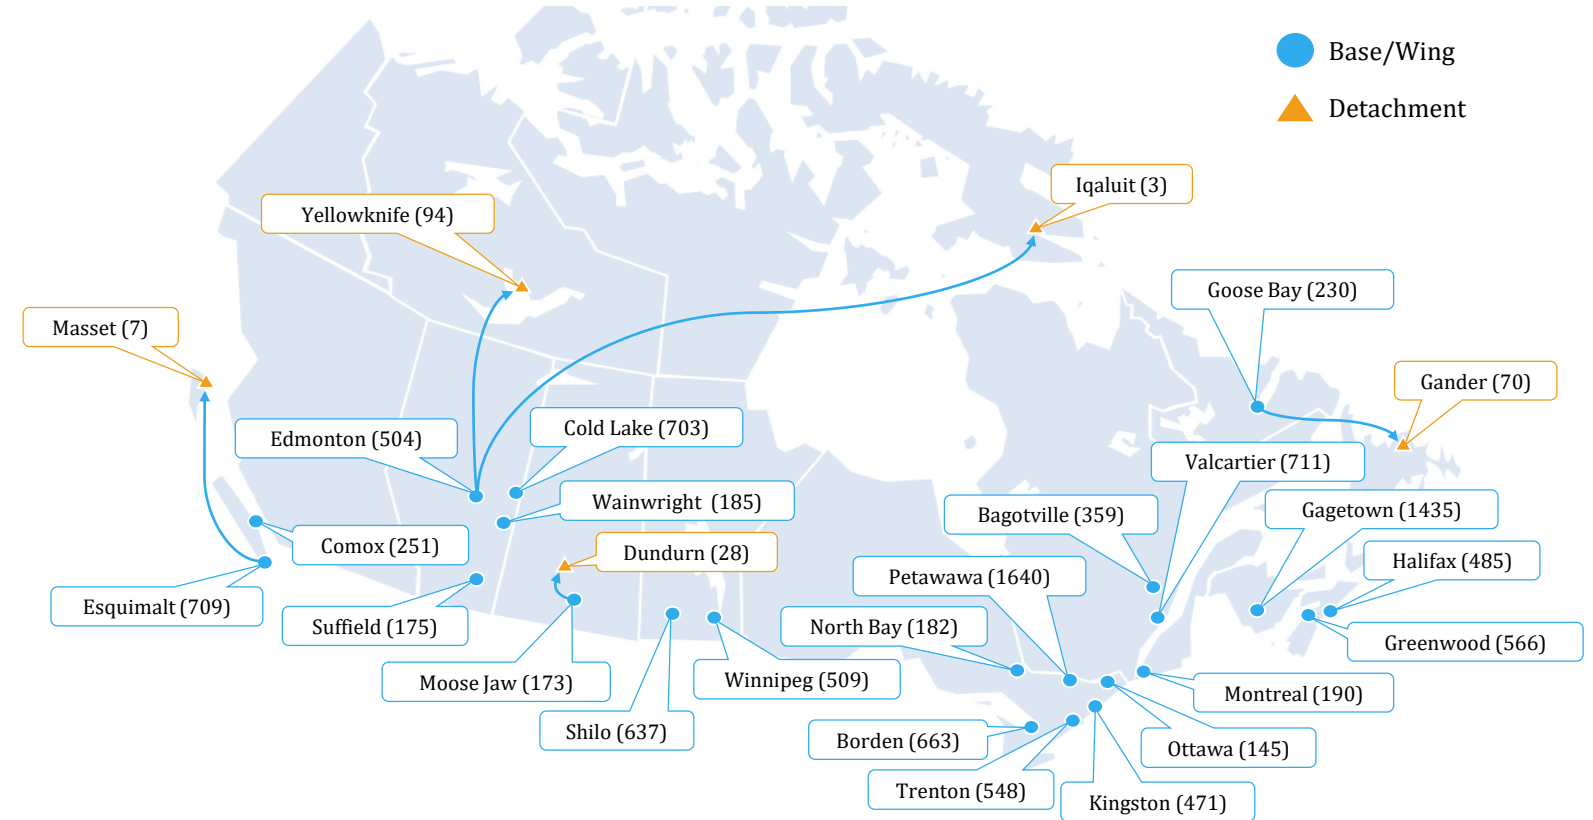 Base/Wing
Detachment
Iqaluit (3)
Yellowknife (94)
Goose Bay (230)
Masset (7)
Gander (70)
Edmonton (504)
Cold Lake (703)
Valcartier (711)
Wainwright  (185)
Bagotville (359)
Gagetown (1435)
Comox (251)
Dundurn (28)
Halifax (485)
Petawawa (1640)
Esquimalt (709)
Suffield (175)
North Bay (182)
Greenwood (566)
Moose Jaw (173)
Winnipeg (509)
Montreal (190)
Shilo (637)
Borden (663)
Ottawa (145)
Trenton (548)
Kingston (471)